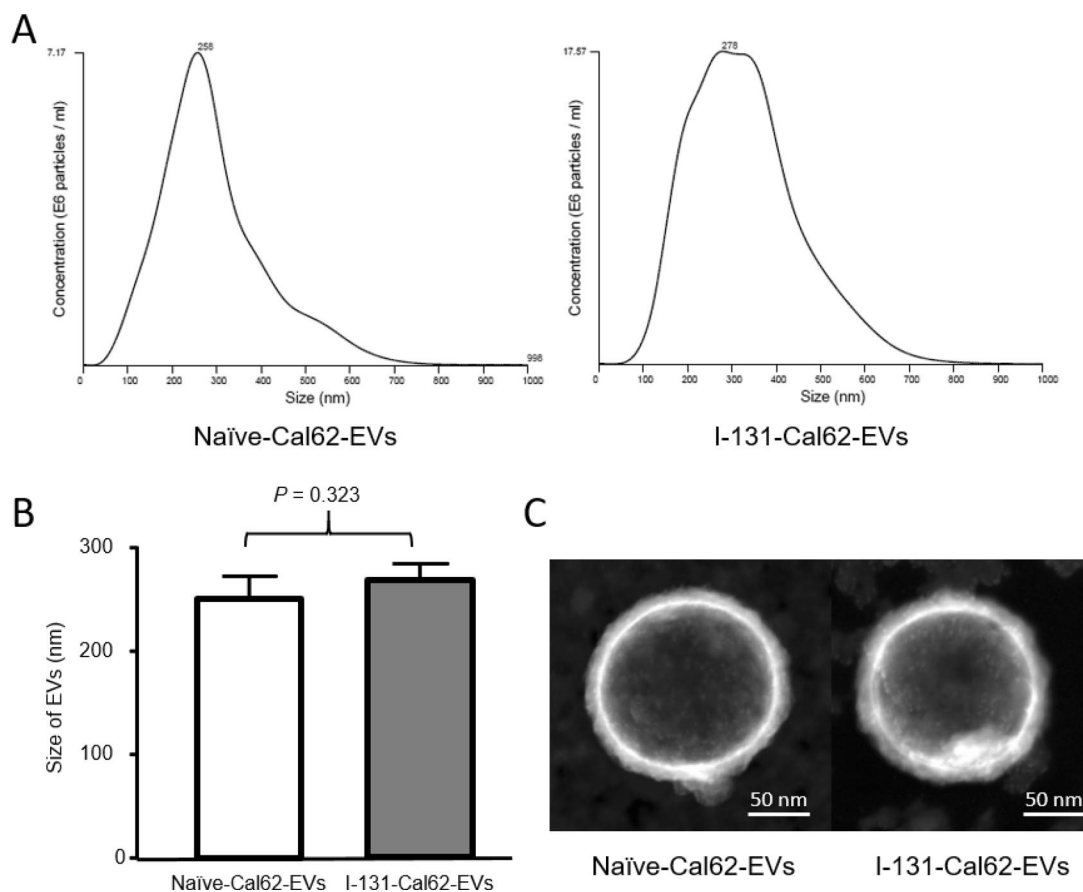 A
7.17
258
Concentration (E6 particles / ml)
998
0 100 200 300 400 500 600 700 800 900 1000
Size (nm)
Naïve-Cal62-EVs
17.57
278
Concentration (E6 particles / ml)
0 100 200 300 400 500 600 700 800 900 1000
Size (nm)
I-131-Cal62-EVs
B
P = 0.323
300
200
100
0
Size of EVs (nm)
Naïve-Cal62-EVs I-131-Cal62-EVs
C
50 nm
50 nm
Naïve-Cal62-EVs
I-131-Cal62-EVs